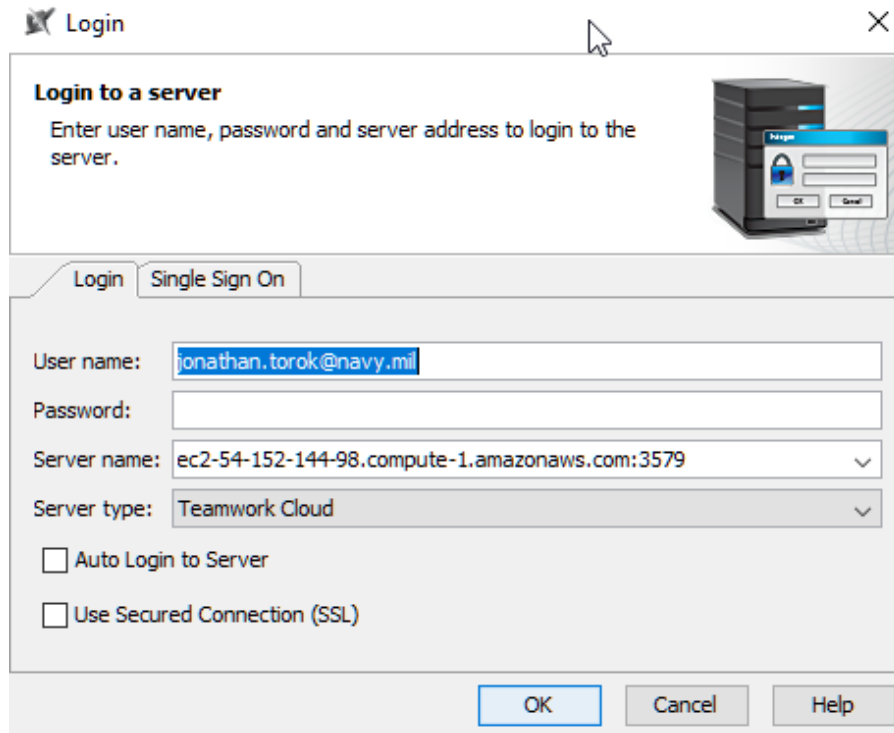 Login
Login to a server
Enter user name, password and server address to login to the
server.
Login Single Sign On
User name: jonathan.torok@navy.mil
Password:
Server name: ec2-54-152-144-98.compute-1.amazonaws.com:3579
Server type: Teamwork Cloud
Auto Login to Server
Use Secured Connection (SSL)
OK Cancel Help